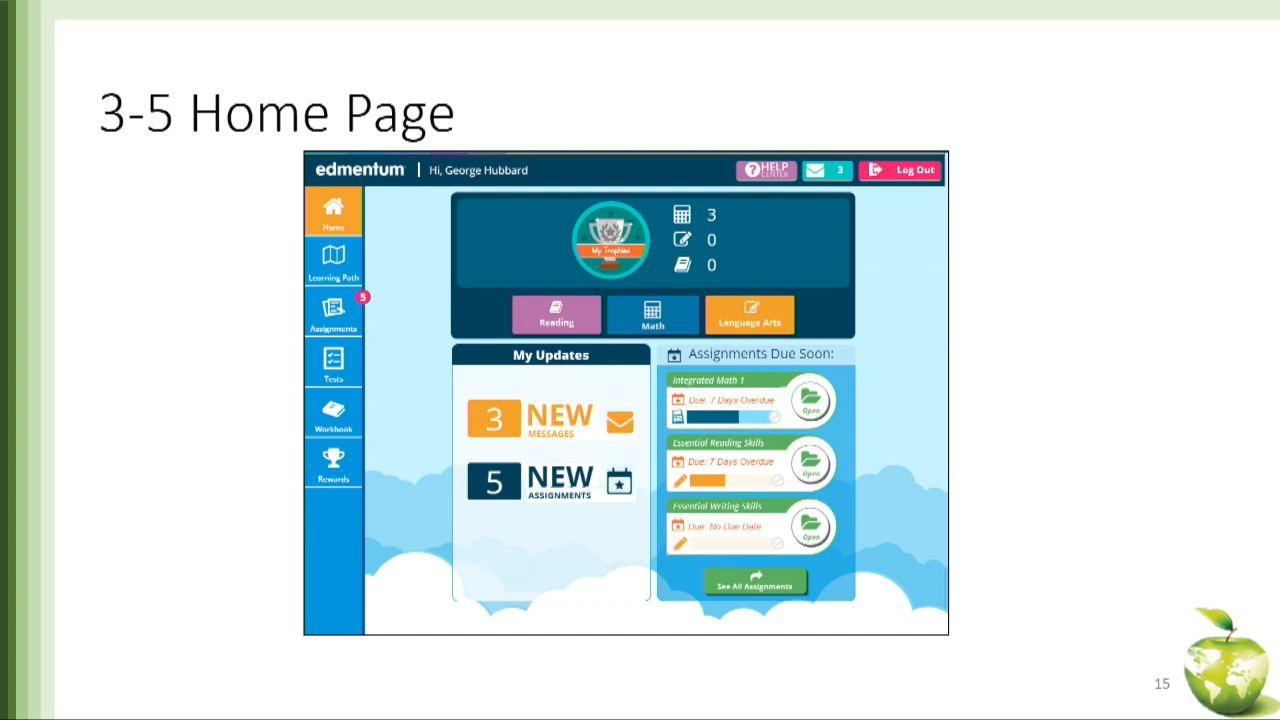 3-5 Home Page
edmentum | Hi, George Hubbard
HELP CENTER
3
Log Out
Home
Learning Path
5
Assignments
Tests
Workbook
Rewards
My Trophies
3
0
0
Reading
Math
Language Arts
My Updates
3 NEW MESSAGES
5 NEW ASSIGNMENTS
Assignments Due Soon:
Integrated Math 1
Due: 7 Days Overdue
Open
Essential Reading Skills
Due: 7 Days Overdue
Open
Essential Writing Skills
Due: No Due Date
Open
See All Assignments
15